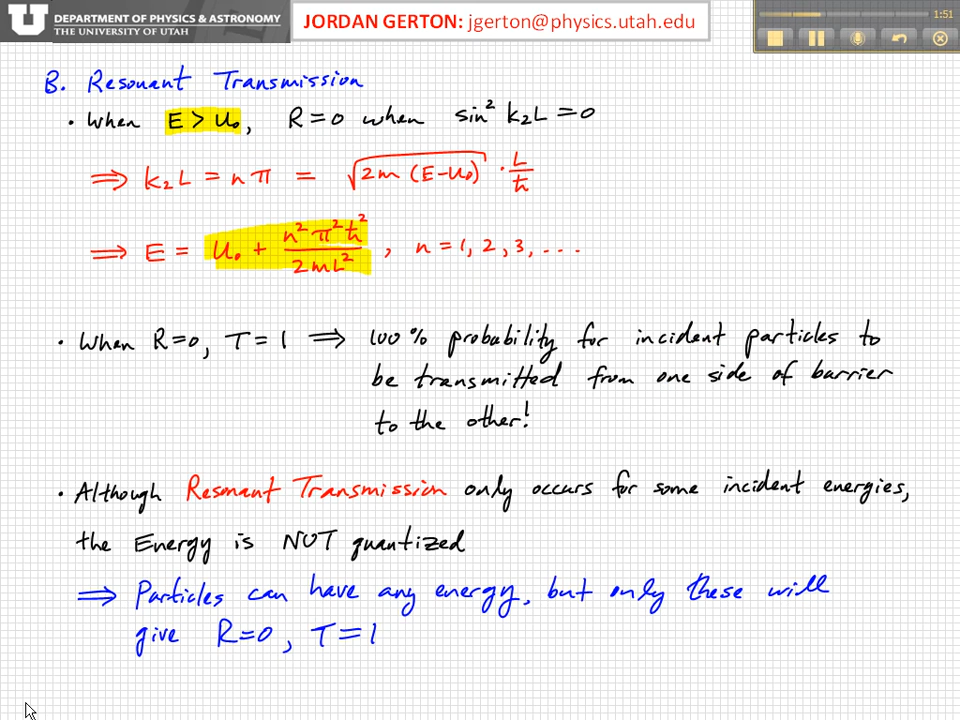 U DEPARTMENT OF PHYSICS & ASTRONOMY
THE UNIVERSITY OF UTAH
JORDAN GERTON: jgerton@physics.utah.edu
1:51
B. Resonant Transmission
• When E > U₀, R=0 when sin² k₂L = 0
⟹ k₂L = nπ = √2m (E-U₀) · L/ħ
⟹ E = U₀ + n²π²ħ²/2mL², n = 1, 2, 3, ...
• When R=0, T=1 ⟹ 100% probability for incident particles to
be transmitted from one side of barrier
to the other!
• Although Resonant Transmission only occurs for some incident energies,
the Energy is NOT quantized
⟹ Particles can have any energy, but only these will
give R=0, T=1